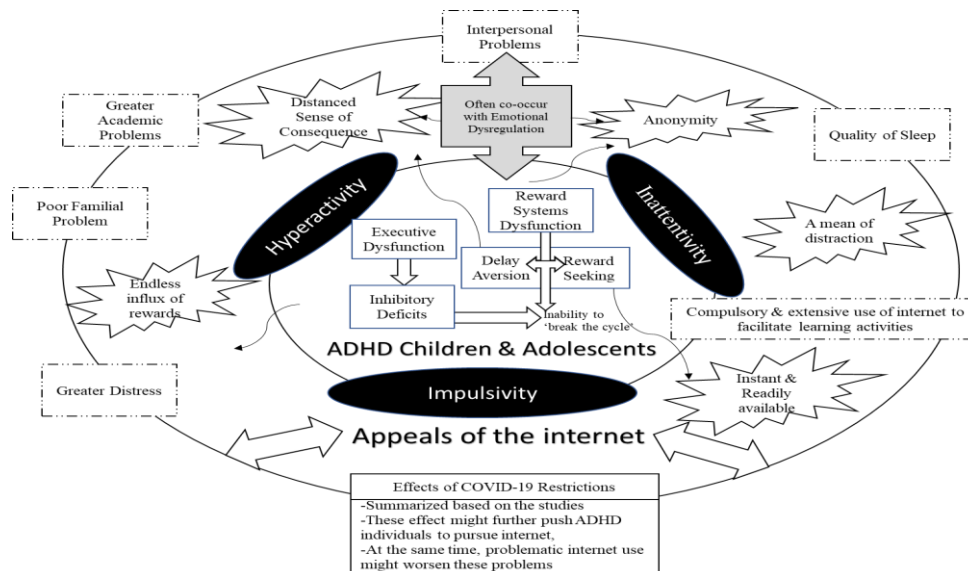 Interpersonal
Problems
Greater
Academic
Problems
Distanced
Sense of
Consequence
Often co-occur
with Emotional
Dysregulation
Anonymity
Quality of Sleep
Poor Familial
Problem
Hyperactivity
Inattentivity
Executive
Dysfunction
Reward
Systems
Dysfunction
A mean of
distraction
Delay
Aversion
Reward
Seeking
Endless
influx of
rewards
Inhibitory
Deficits
Inability to
'break the cycle'
Compulsory & extensive use of internet to
facilitate learning activities
ADHD Children & Adolescents
Greater Distress
Impulsivity
Instant &
Readily
available
Appeals of the internet
Effects of COVID-19 Restrictions
-Summarized based on the studies
-These effect might further push ADHD
individuals to pursue internet,
-At the same time, problematic internet use
might worsen these problems